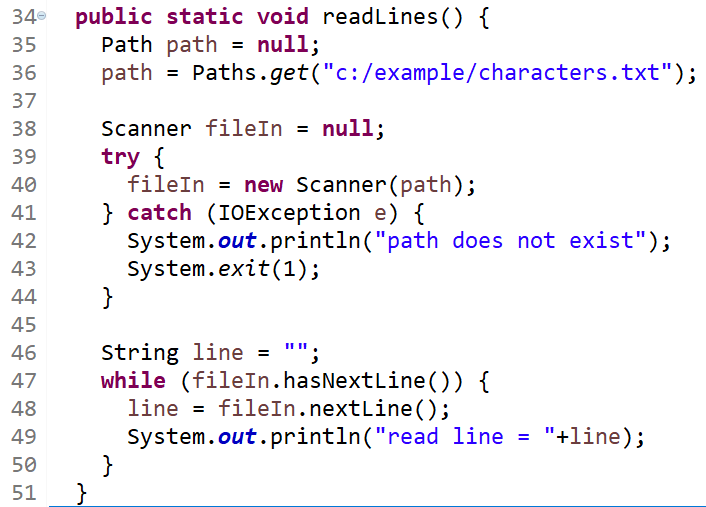 34 public static void readLines() {
35   Path path = null;
36   path = Paths.get("c:/example/characters.txt");
37
38   Scanner fileIn = null;
39   try {
40     fileIn = new Scanner(path);
41   } catch (IOException e) {
42     System.out.println("path does not exist");
43     System.exit(1);
44   }
45
46   String line = "";
47   while (fileIn.hasNextLine()) {
48     line = fileIn.nextLine();
49     System.out.println("read line = "+line);
50   }
51 }